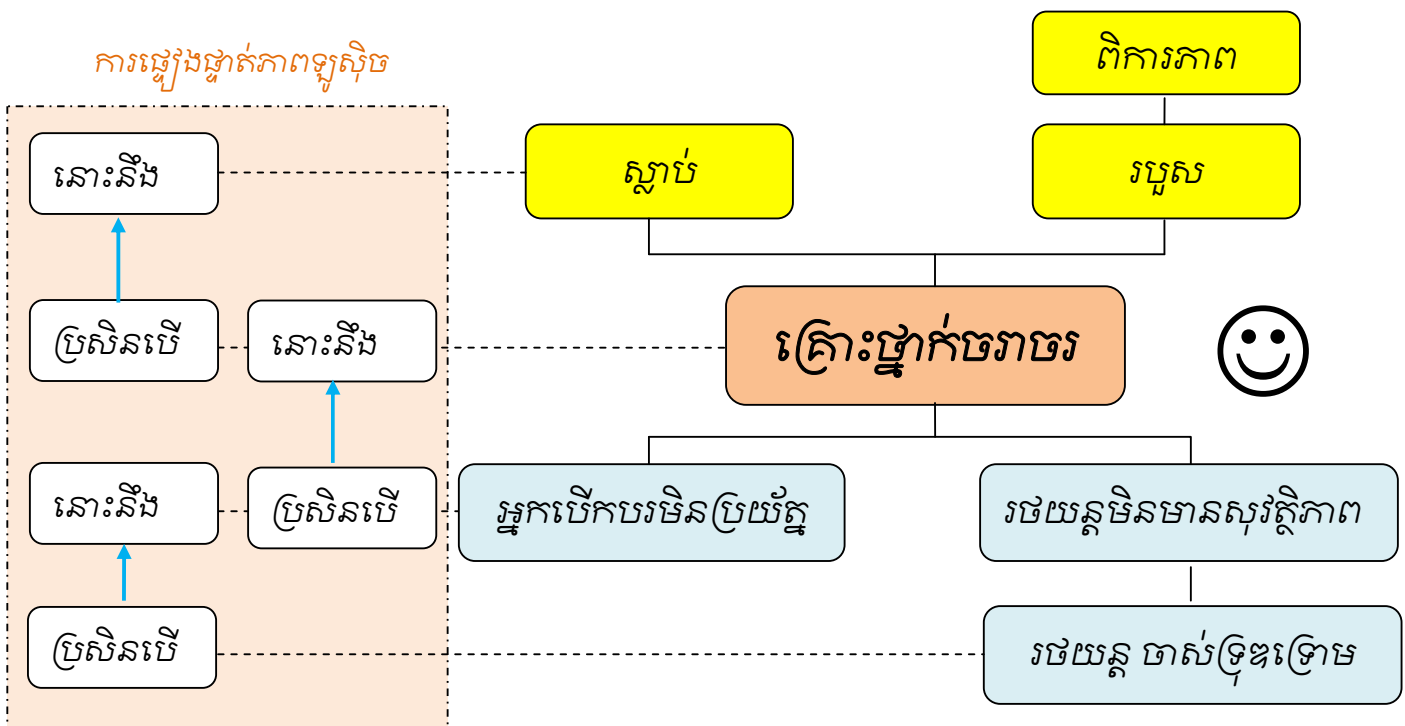 ការផ្ទៀងផ្ទាត់ភាពឡូស៊ិច
ពិការភាព
នោះនឹង
ស្លាប់
របួស
ប្រសិនបើ
នោះនឹង
គ្រោះថ្នាក់ចរាចរ
នោះនឹង
ប្រសិនបើ
អ្នកបើកបរមិនប្រយ័ត្ន
រថយន្តមិនមានសុវត្ថិភាព
ប្រសិនបើ
រថយន្ត ចាស់ទ្រុឌទ្រោម